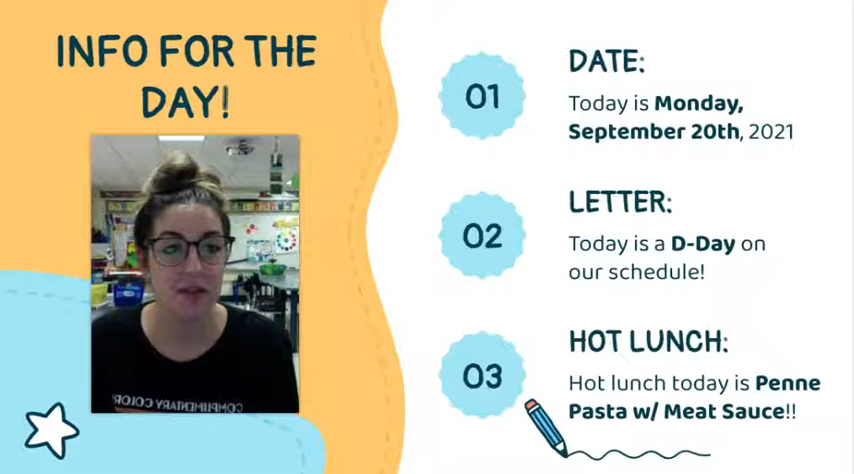 INFO FOR THE
DAY!
COMPLIMENTARY COLOR
01
DATE:
Today is Monday,
September 20th, 2021
02
LETTER:
Today is a D-Day on
our schedule!
03
HOT LUNCH:
Hot lunch today is Penne
Pasta w/ Meat Sauce!!